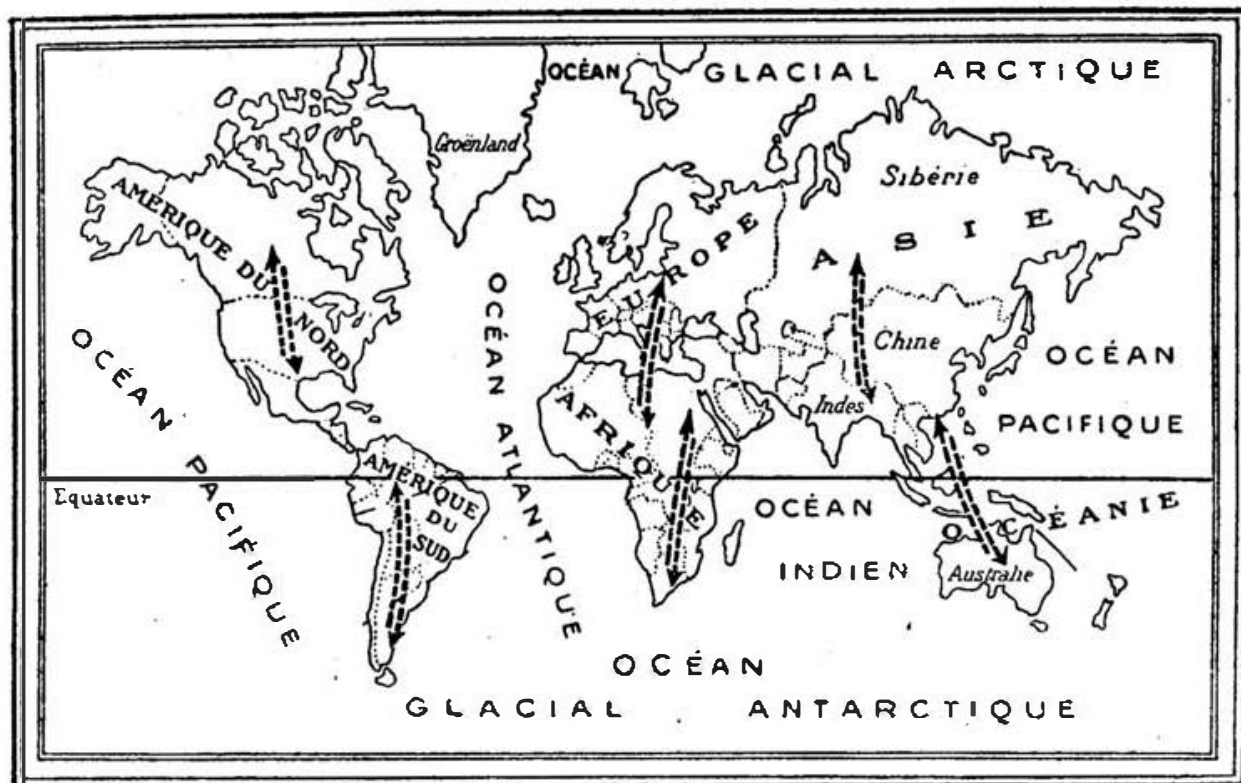 OCÉAN GLACIAL ARCTIQUE
Groënland
Sibérie
AMÉRIQUE DU NORD
EUROPE
ASIE
OCÉAN ATLANTIQUE
OCÉAN PACIFIQUE
Chine
OCÉAN
PACIFIQUE
Indes
AFRIQUE
AMÉRIQUE
DU
SUD
Equateur
OCÉAN
INDIEN
OCÉANIE
Australie
OCÉAN
GLACIAL ANTARCTIQUE